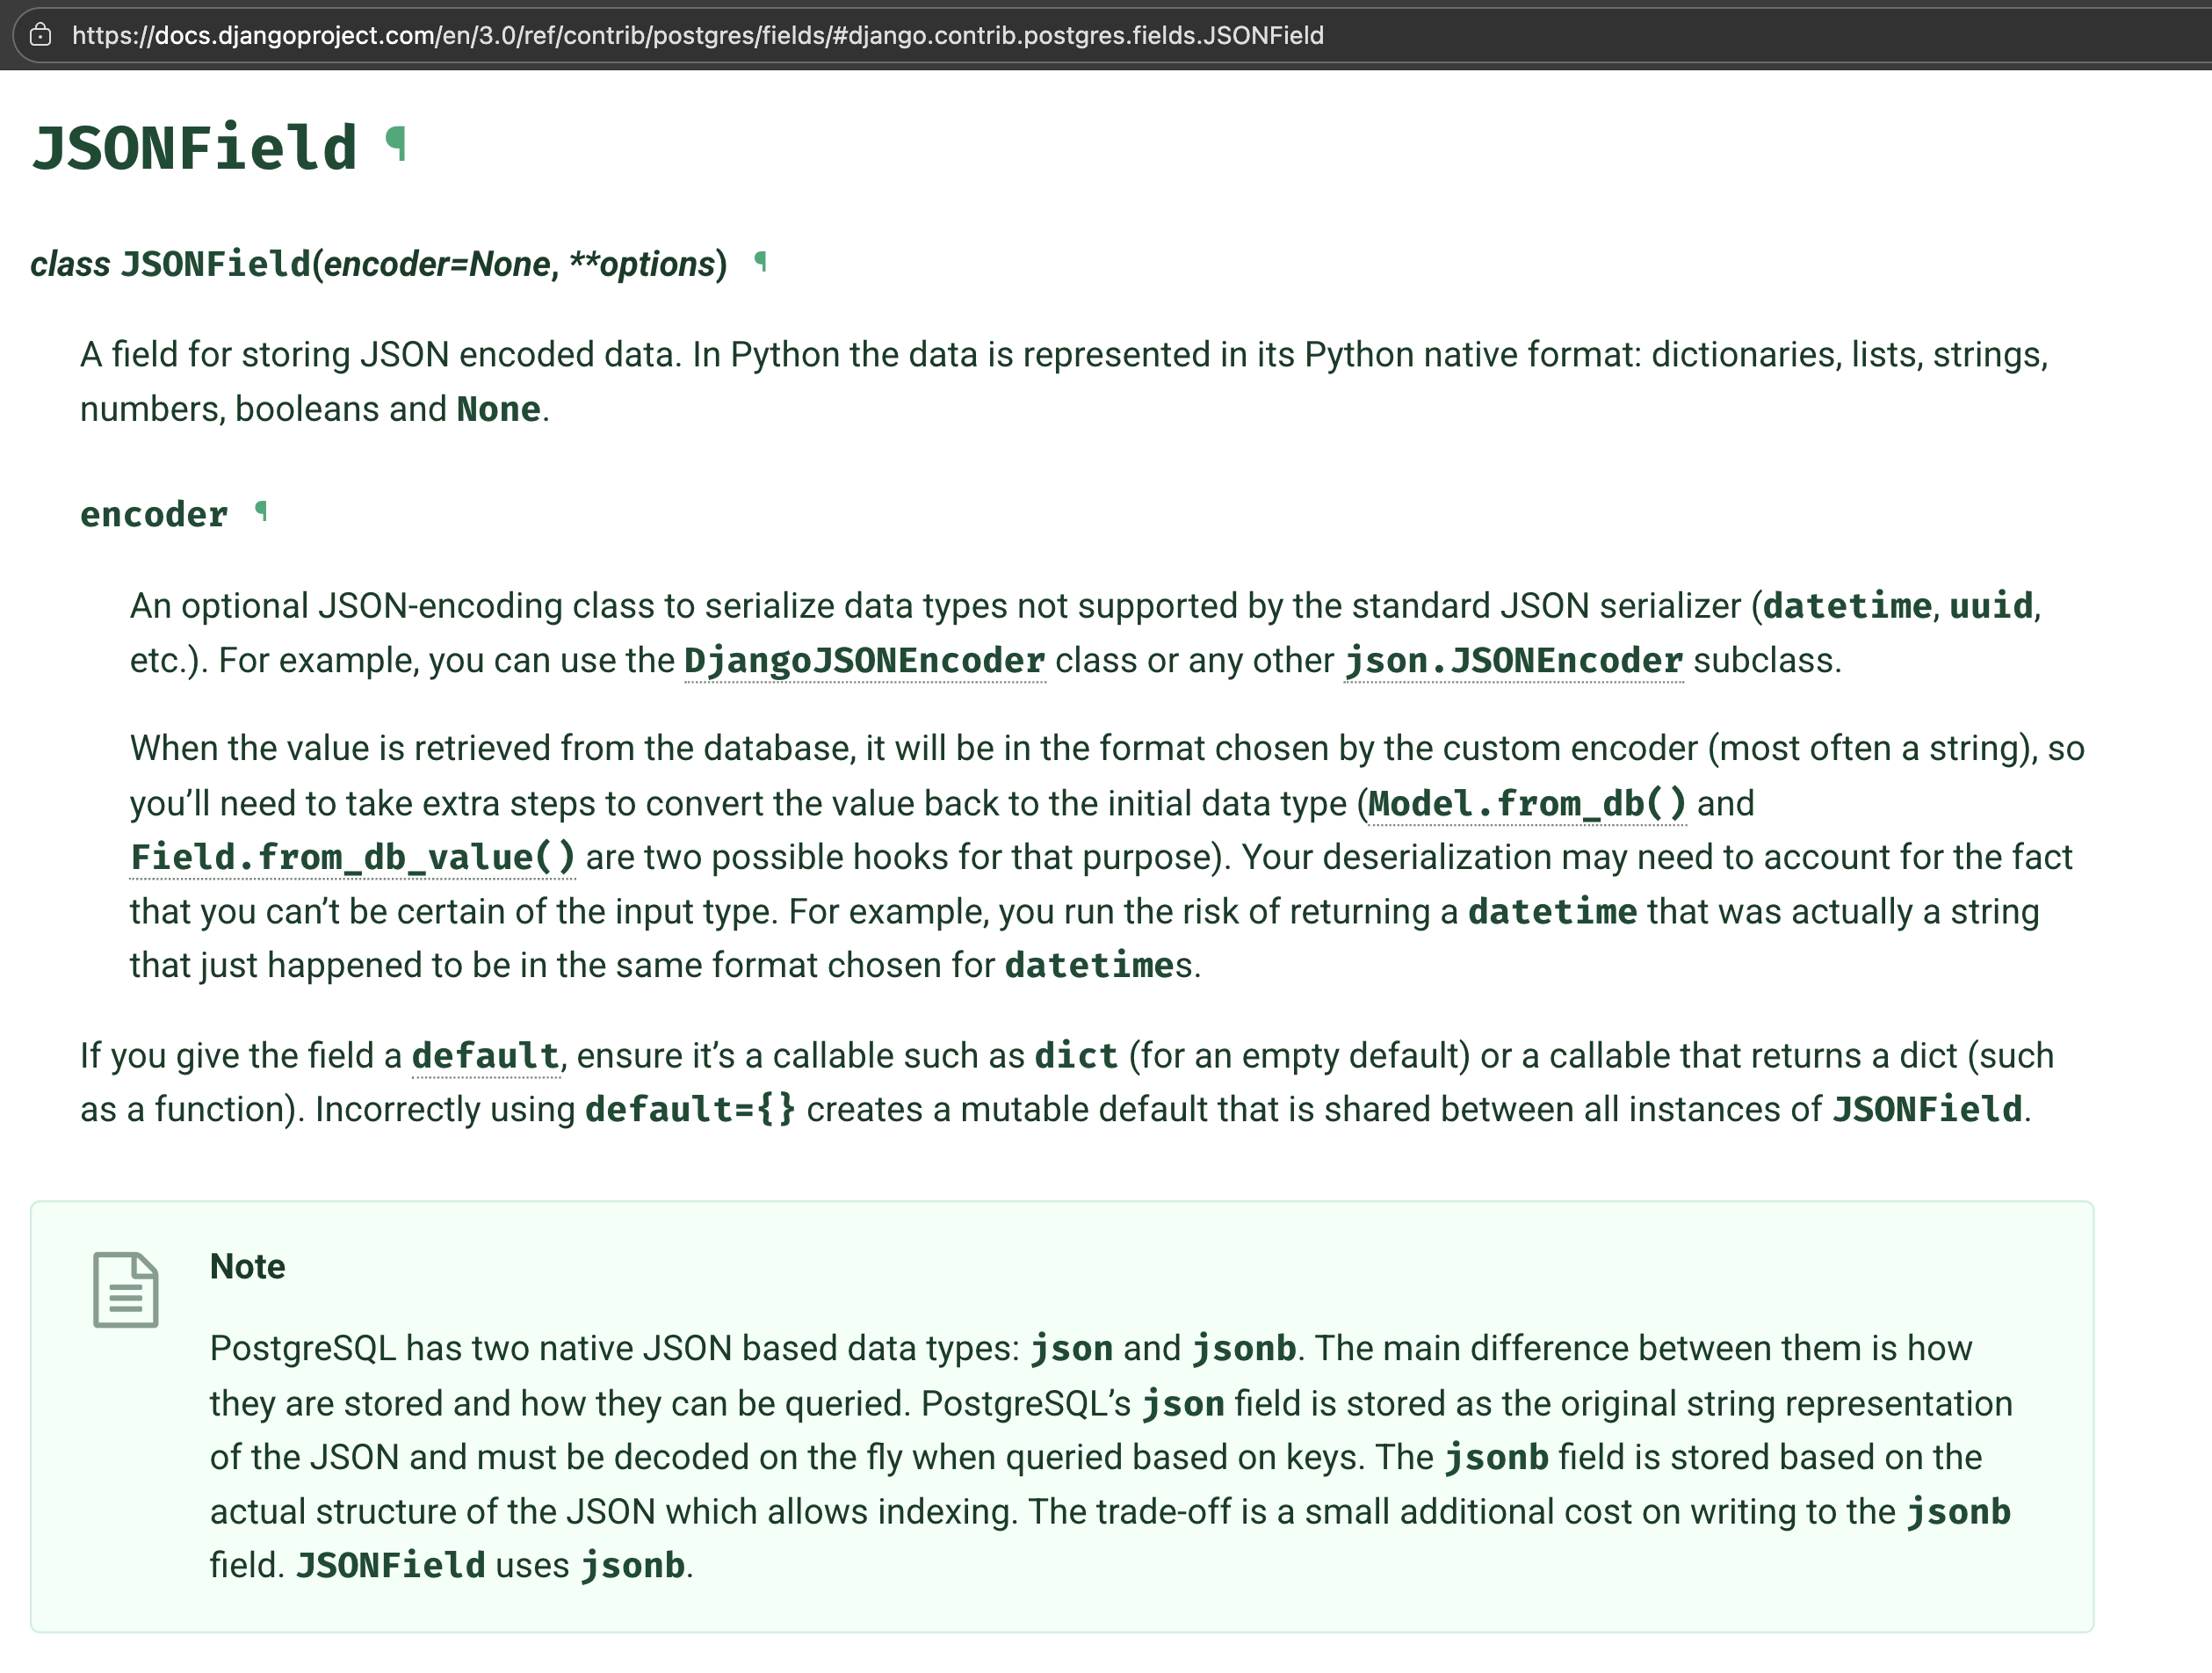 https://docs.djangoproject.com/en/3.0/ref/contrib/postgres/fields/#django.contrib.postgres.fields.JSONField
JSONField ¶
class JSONField(encoder=None, **options) ¶
A field for storing JSON encoded data. In Python the data is represented in its Python native format: dictionaries, lists, strings,
numbers, booleans and None.
encoder ¶
An optional JSON-encoding class to serialize data types not supported by the standard JSON serializer (datetime, uuid,
etc.). For example, you can use the DjangoJSONEncoder class or any other json.JSONEncoder subclass.
When the value is retrieved from the database, it will be in the format chosen by the custom encoder (most often a string), so
you’ll need to take extra steps to convert the value back to the initial data type (Model.from_db() and
Field.from_db_value() are two possible hooks for that purpose). Your deserialization may need to account for the fact
that you can’t be certain of the input type. For example, you run the risk of returning a datetime that was actually a string
that just happened to be in the same format chosen for datetimes.
If you give the field a default, ensure it’s a callable such as dict (for an empty default) or a callable that returns a dict (such
as a function). Incorrectly using default={} creates a mutable default that is shared between all instances of JSONField.
Note
PostgreSQL has two native JSON based data types: json and jsonb. The main difference between them is how
they are stored and how they can be queried. PostgreSQL’s json field is stored as the original string representation
of the JSON and must be decoded on the fly when queried based on keys. The jsonb field is stored based on the
actual structure of the JSON which allows indexing. The trade-off is a small additional cost on writing to the jsonb
field. JSONField uses jsonb.